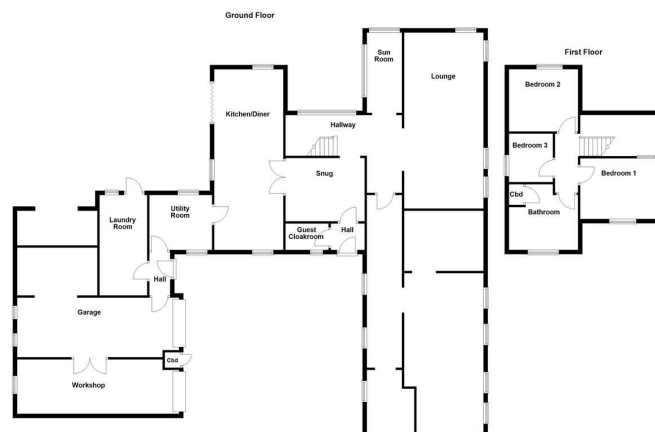 Ground Floor
Sun
Room
Lounge
First Floor
Bedroom 2
Kitchen/Diner
Hallway
Bedroom 3
Snug
Bedroom 1
Cbd
Utility
Room
Laundry
Room
Bathroom
Guest
Cloakroom
Hall
Hall
Garage
Cbd
Workshop